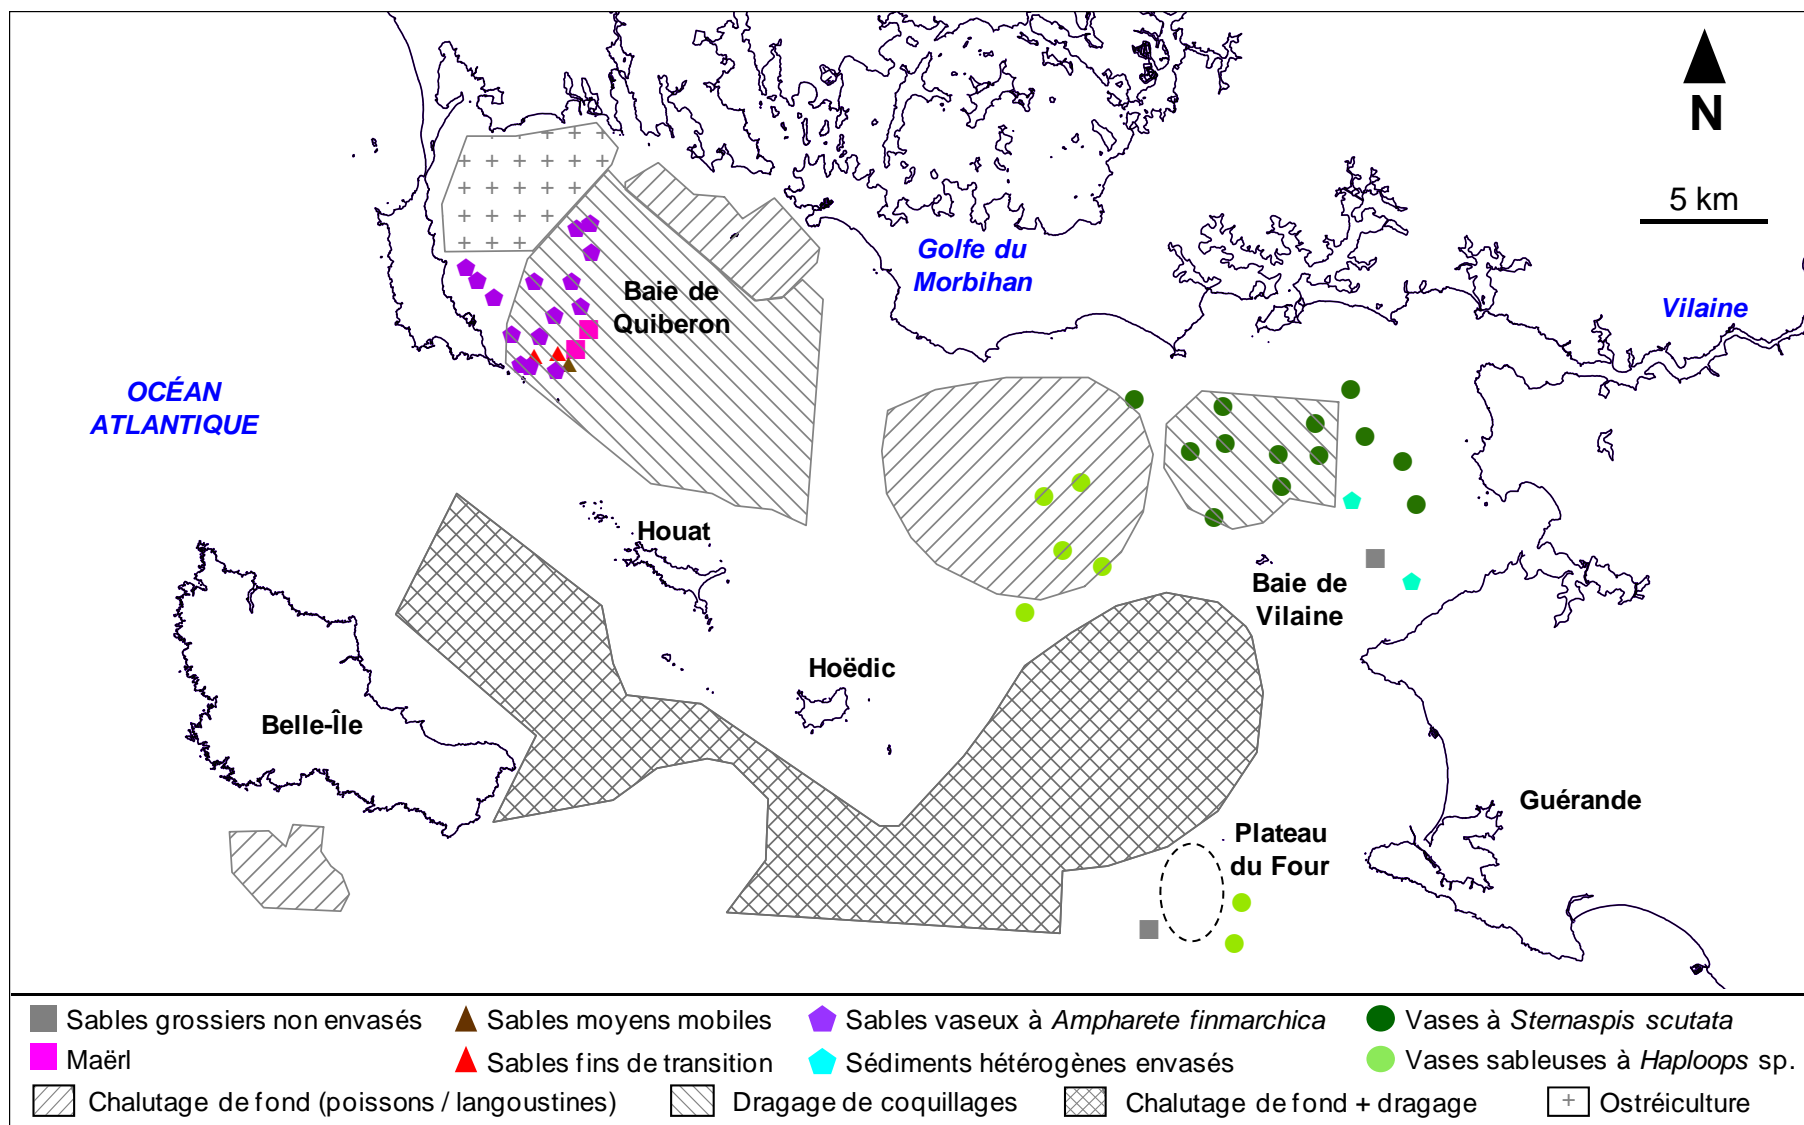 N
5 km
Golfe du
Morbihan
Vilaine
Baie de
Quiberon
OCÉAN
ATLANTIQUE
Houat
Baie de
Vilaine
Hoëdic
Belle-Île
Guérande
Plateau
du Four
Sables grossiers non envasés
Sables moyens mobiles
Sables vaseux à Ampharete finmarchica
Vases à Sternaspis scutata
Maërl
Sables fins de transition
Sédiments hétérogènes envasés
Vases sableuses à Haploops sp.
Chalutage de fond (poissons / langoustines)
Dragage de coquillages
Chalutage de fond + dragage
Ostréiculture